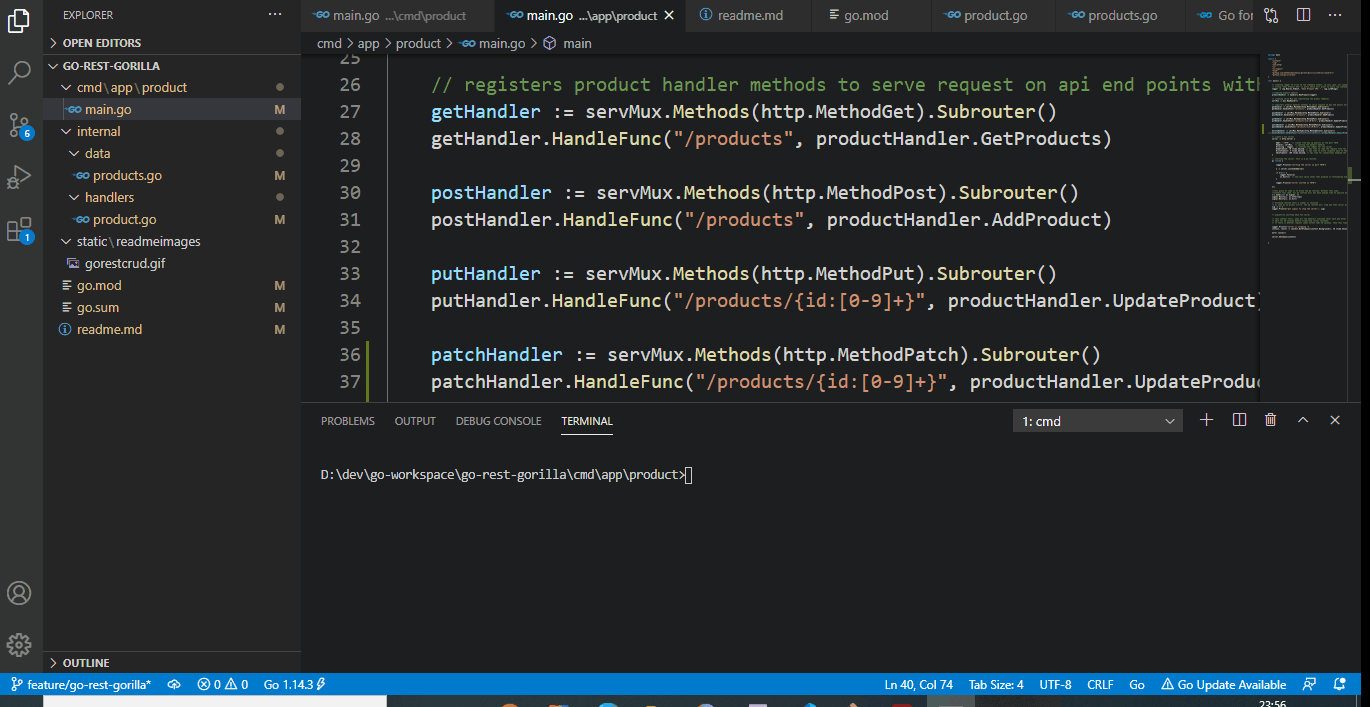 EXPLORER
main.go ...\cmd\product
main.go ...\app\product
readme.md
go.mod
product.go
products.go
Go for
OPEN EDITORS
cmd > app > product > main.go > main
GO-REST-GORILLA
cmd\app\product
main.go M
internal
data
products.go M
handlers
product.go M
static\readmeimages
gorestcrud.gif
go.mod M
go.sum M
readme.md M
6
1
25
26 // registers product handler methods to serve request on api end points with
27 getHandler := servMux.Methods(http.MethodGet).Subrouter()
28 getHandler.HandleFunc("/products", productHandler.GetProducts)
29
30 postHandler := servMux.Methods(http.MethodPost).Subrouter()
31 postHandler.HandleFunc("/products", productHandler.AddProduct)
32
33 putHandler := servMux.Methods(http.MethodPut).Subrouter()
34 putHandler.HandleFunc("/products/{id:[0-9]+}", productHandler.UpdateProduct)
35
36 patchHandler := servMux.Methods(http.MethodPatch).Subrouter()
37 patchHandler.HandleFunc("/products/{id:[0-9]+}", productHandler.UpdateProduc
PROBLEMS OUTPUT DEBUG CONSOLE TERMINAL 1: cmd
D:\dev\go-workspace\go-rest-gorilla\cmd\app\product>
OUTLINE
feature/go-rest-gorilla* 0 0 Go 1.14.3 Ln 40, Col 74 Tab Size: 4 UTF-8 CRLF Go Go Update Available
23:56